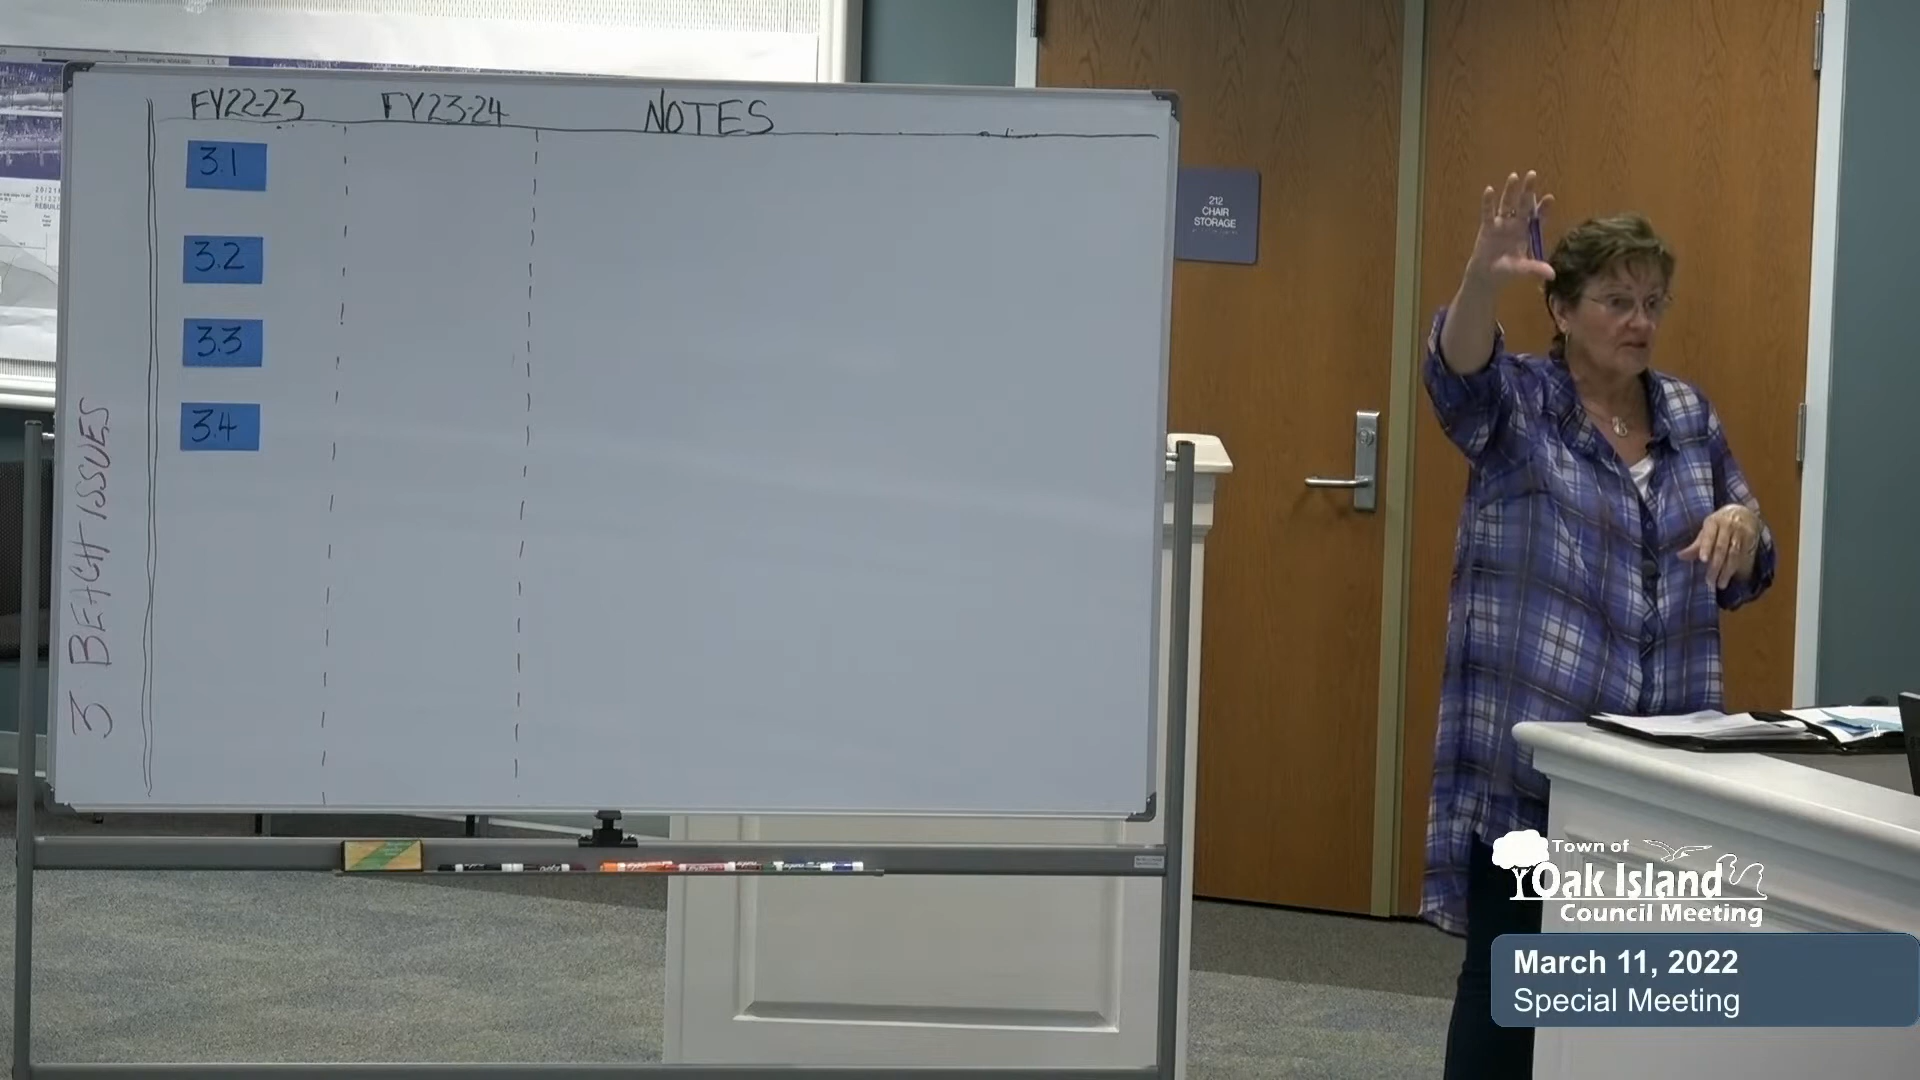 FY22-23 FY23-24 NOTES
3.1
3.2
3.3
3.4
3 BEACH ISSUES
212
CHAIR
STORAGE
Town of
Oak Island
Council Meeting
March 11, 2022
Special Meeting